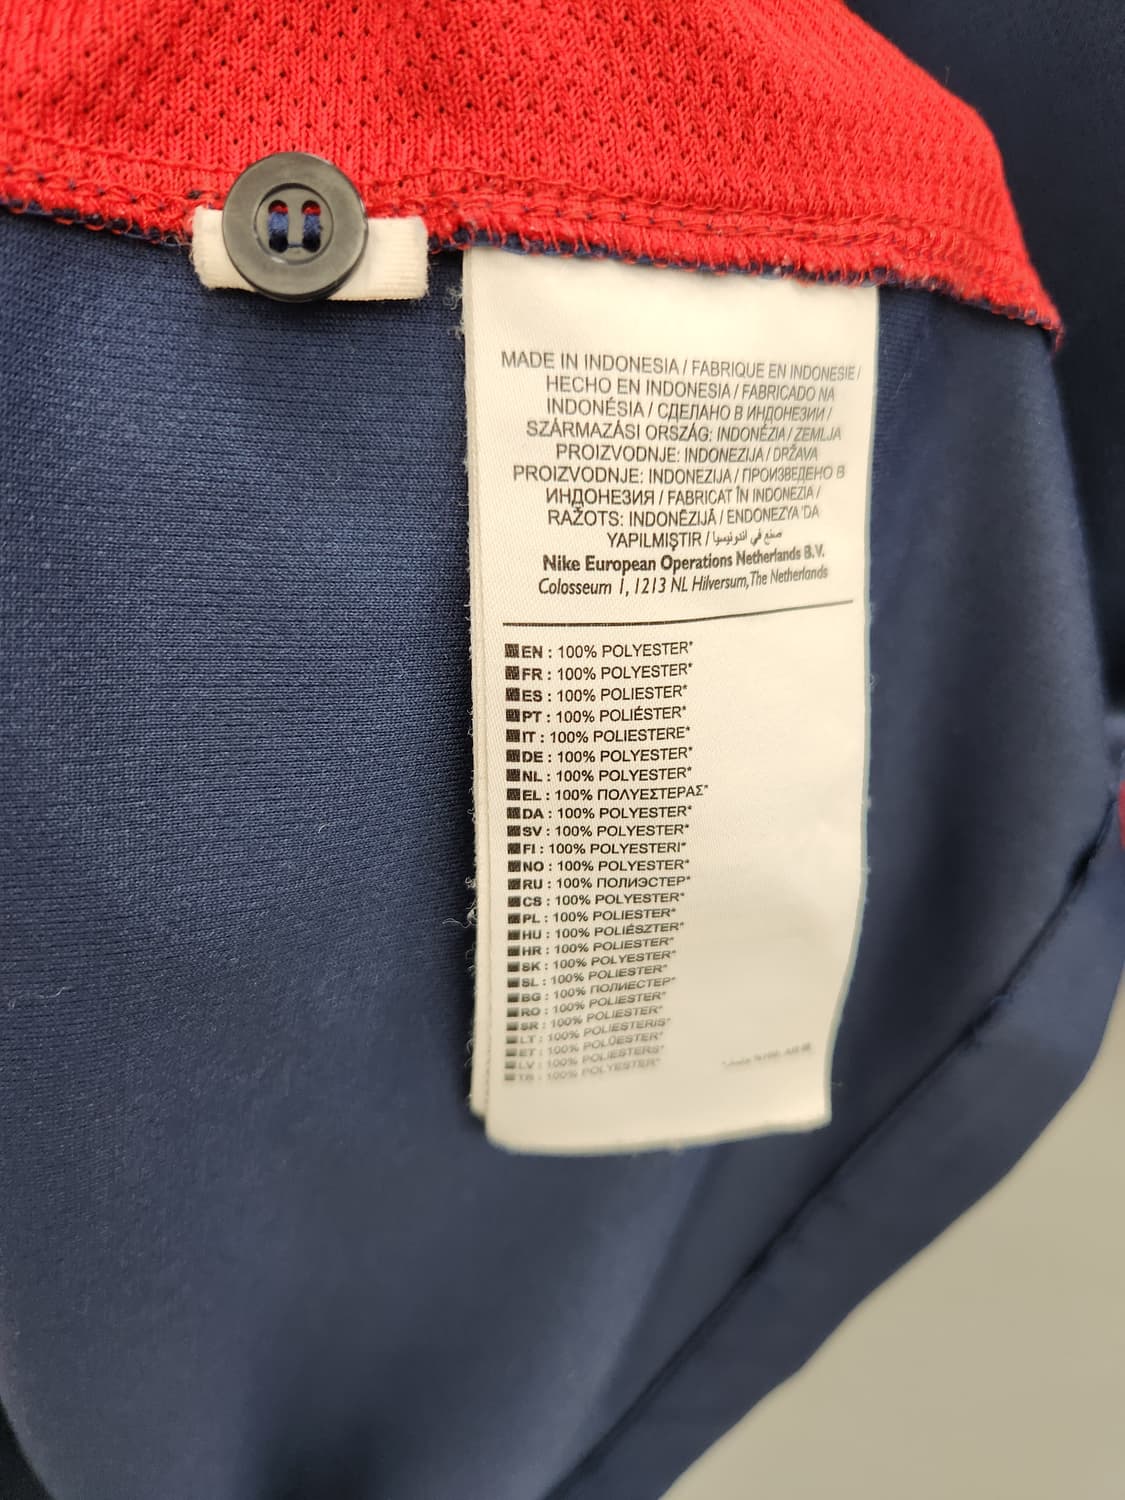 MADE IN INDONESIA / FABRIQUE EN INDONESIE /
HECHO EN INDONESIA / FABRICADO NA
INDONÉSIA / СДЕЛАНО В ИНДОНЕЗИИ /
SZÁRMAZÁSI ORSZÁG: INDONÉZIA / ZEMLJA
PROIZVODNJE: INDONEZIJA / DRŽAVA
PROIZVODNJE: INDONEZIJA / ПРОИЗВЕДЕНО В
ИНДОНЕЗИЯ / FABRICAT ÎN INDONEZIA /
RAŽOTS: INDONĒZIJĀ / ENDONEZYA 'DA
YAPILMIŞTIR / صنع في اندونيسيا
Nike European Operations Netherlands B.V.
Colosseum 1, 1213 NL Hilversum, The Netherlands
EN : 100% POLYESTER*
FR : 100% POLYESTER*
ES : 100% POLIESTER*
PT : 100% POLIÉSTER*
IT : 100% POLIESTERE*
DE : 100% POLYESTER*
NL : 100% POLYESTER*
EL : 100% ΠΟΛΥΕΣΤΕΡΑΣ*
DA : 100% POLYESTER*
SV : 100% POLYESTER*
FI : 100% POLYESTERI*
NO : 100% POLYESTER*
RU : 100% ПОЛИЭСТЕР*
CS : 100% POLYESTER*
PL : 100% POLIESTER*
HU : 100% POLIÉSZTER*
HR : 100% POLIESTER*
SK : 100% POLYESTER*
SL : 100% POLIESTER*
BG : 100% ПОЛИЕСТЕР*
RO : 100% POLIESTER*
SR : 100% POLIESTER*
LT : 100% POLIESTERIS*
ET : 100% POLÜESTER*
LV : 100% POLIESTERS*
TR : 100% POLYESTER*